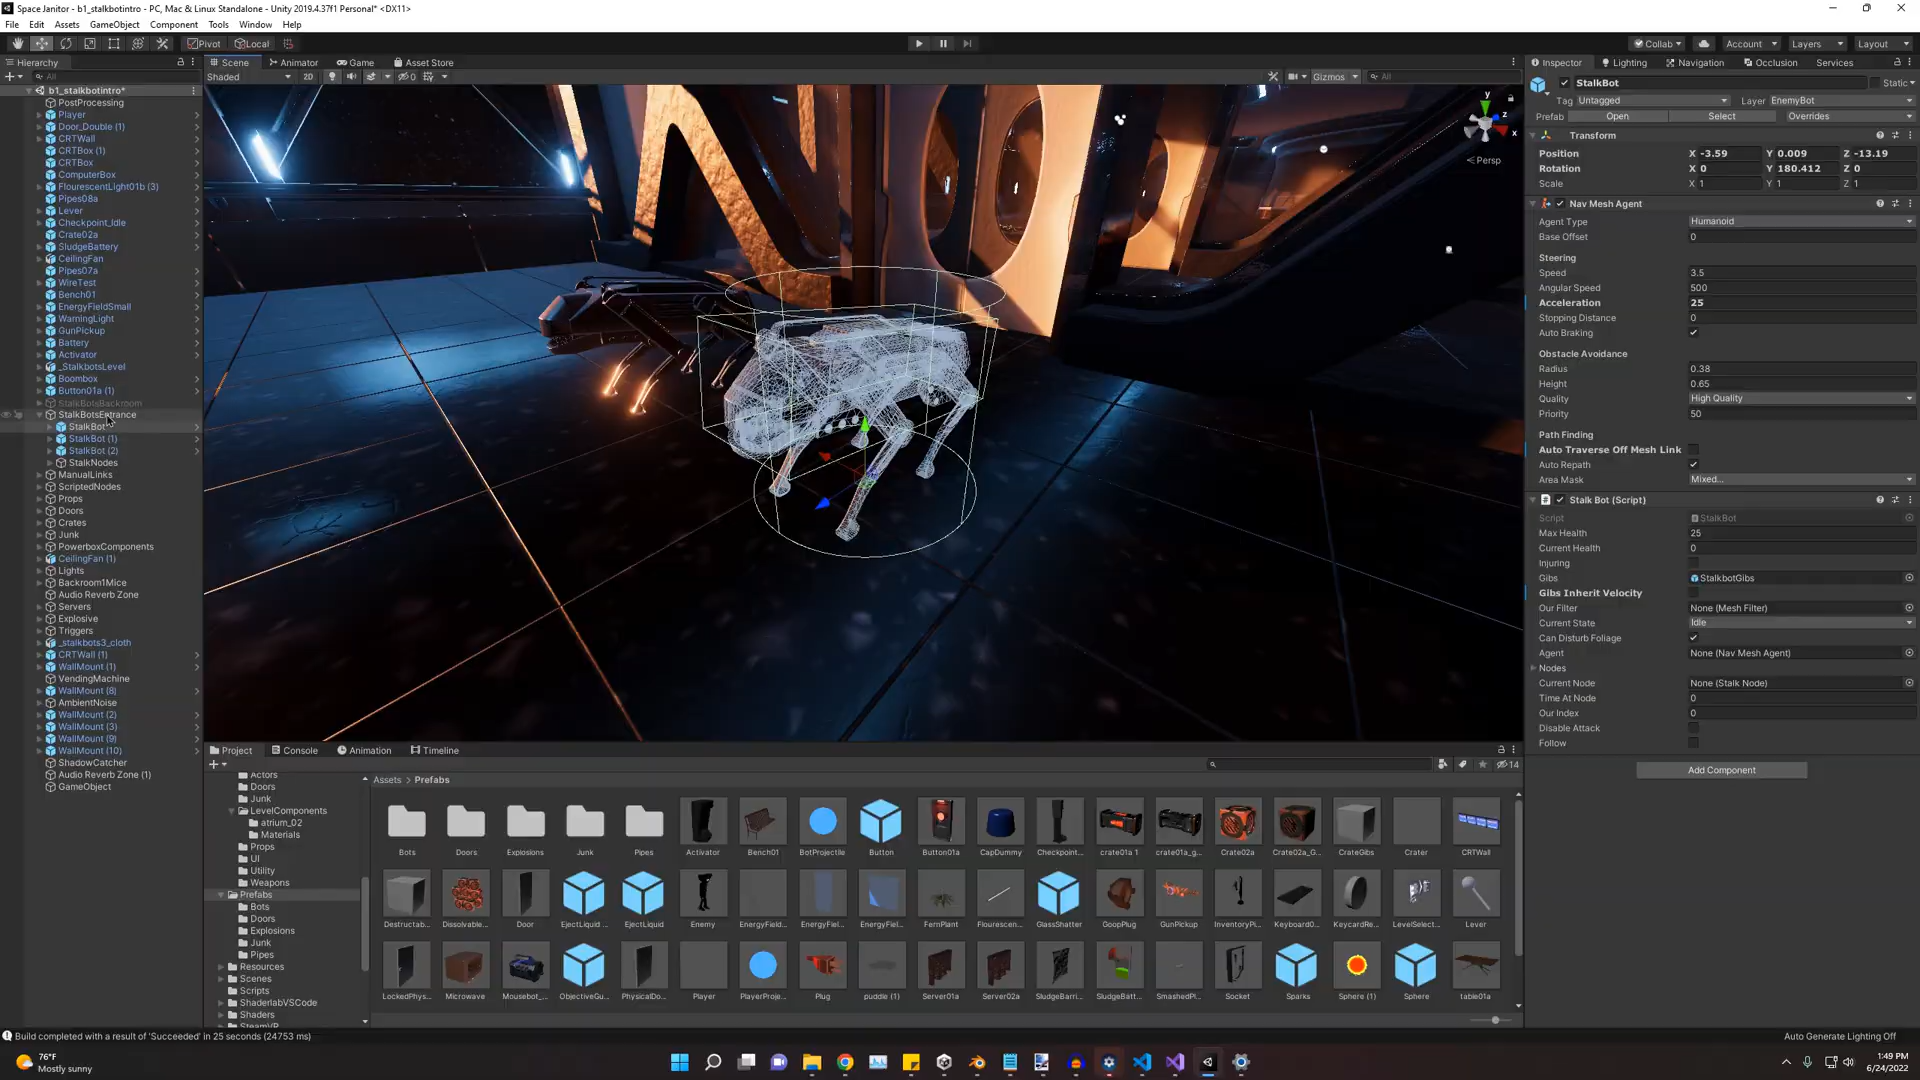 Space Janitor - b1_stalkbotintro - PC, Mac & Linux Standalone - Unity 2019.4.37f1 Personal* <DX11>
File Edit Assets GameObject Component Tools Window Help
Pivot Local Collab Account Layers Layout
Hierarchy
All
b1_stalkbotintro*
PostProcessing
Player
Door_Double (1)
CRTWall
CRTBox (1)
CRTBox
ComputerBox
FlourescentLight01b (3)
Pipes08a
Lever
Checkpoint_Idle
Crate02a
SludgeBattery
CeilingFan
Pipes07a
WireTest
Bench01
EnergyFieldSmall
WarningLight
GunPickup
Battery
Activator
_StalkbotsLevel
Boombox
Button01a (1)
StalkBotsBackroom
StalkBotsEntrance
StalkBot
StalkBot (1)
StalkBot (2)
StalkNodes
ManualLinks
ScriptedNodes
Props
Doors
Crates
Junk
PowerboxComponents
CeilingFan (1)
Lights
Backroom1Mice
Audio Reverb Zone
Servers
Explosive
Triggers
_stalkbots3_cloth
CRTWall (1)
WallMount (1)
VendingMachine
WallMount (8)
AmbientNoise
WallMount (2)
WallMount (3)
WallMount (9)
WallMount (10)
ShadowCatcher
Audio Reverb Zone (1)
GameObject
Scene Animator Game Asset Store
Shaded 2D 0 Gizmos All
y
z
x
Persp
Project Console Animation Timeline
14
Actors
Doors
Junk
LevelComponents
atrium_02
Materials
Props
UI
Utility
Weapons
Prefabs
Bots
Doors
Explosions
Junk
Pipes
Resources
Scenes
Scripts
ShaderlabVSCode
Shaders
SteamVR
Assets > Prefabs
Bots Doors Explosions Junk Pipes Activator Bench01 BotProjectile Button Button01a CapDummy Checkpoint... crate01a 1 crate01a_g... Crate02a Crate02a_G... CrateGibs Crater CRTWall
Destructab... Dissolvable... Door EjectLiquid ... EjectLiquid Enemy EnergyField... EnergyFiel... EnergyFiel... FernPlant Flourescen... GlassShatter GoopPlug GunPickup InventoryPi... Keyboard0... KeycardRe... LevelSelect... Lever
LockedPhys... Microwave Mousebot_... ObjectiveGu... PhysicalDo... Player PlayerProje... Plug puddle (1) Server01a Server02a SludgeBarri... SludgeBatt... SmashedPi... Socket Sparks Sphere (1) Sphere table01a
Inspector Lighting Navigation Occlusion Services
StalkBot Static
Tag Untagged Layer EnemyBot
Prefab Open Select Overrides
Transform
Position X -3.59 Y 0.009 Z -13.19
Rotation X 0 Y 180.412 Z 0
Scale X 1 Y 1 Z 1
Nav Mesh Agent
Agent Type Humanoid
Base Offset 0
Steering
Speed 3.5
Angular Speed 500
Acceleration 25
Stopping Distance 0
Auto Braking
Obstacle Avoidance
Radius 0.38
Height 0.65
Quality High Quality
Priority 50
Path Finding
Auto Traverse Off Mesh Link
Auto Repath
Area Mask Mixed...
Stalk Bot (Script)
Script StalkBot
Max Health 25
Current Health 0
Injuring
Gibs StalkbotGibs
Gibs Inherit Velocity
Our Filter None (Mesh Filter)
Current State Idle
Can Disturb Foliage
Agent None (Nav Mesh Agent)
Nodes
Current Node None (Stalk Node)
Time At Node 0
Our Index 0
Disable Attack
Follow
Add Component
Build completed with a result of 'Succeeded' in 25 seconds (24753 ms)
Auto Generate Lighting Off
76°F
Mostly sunny
1:49 PM
6/24/2022